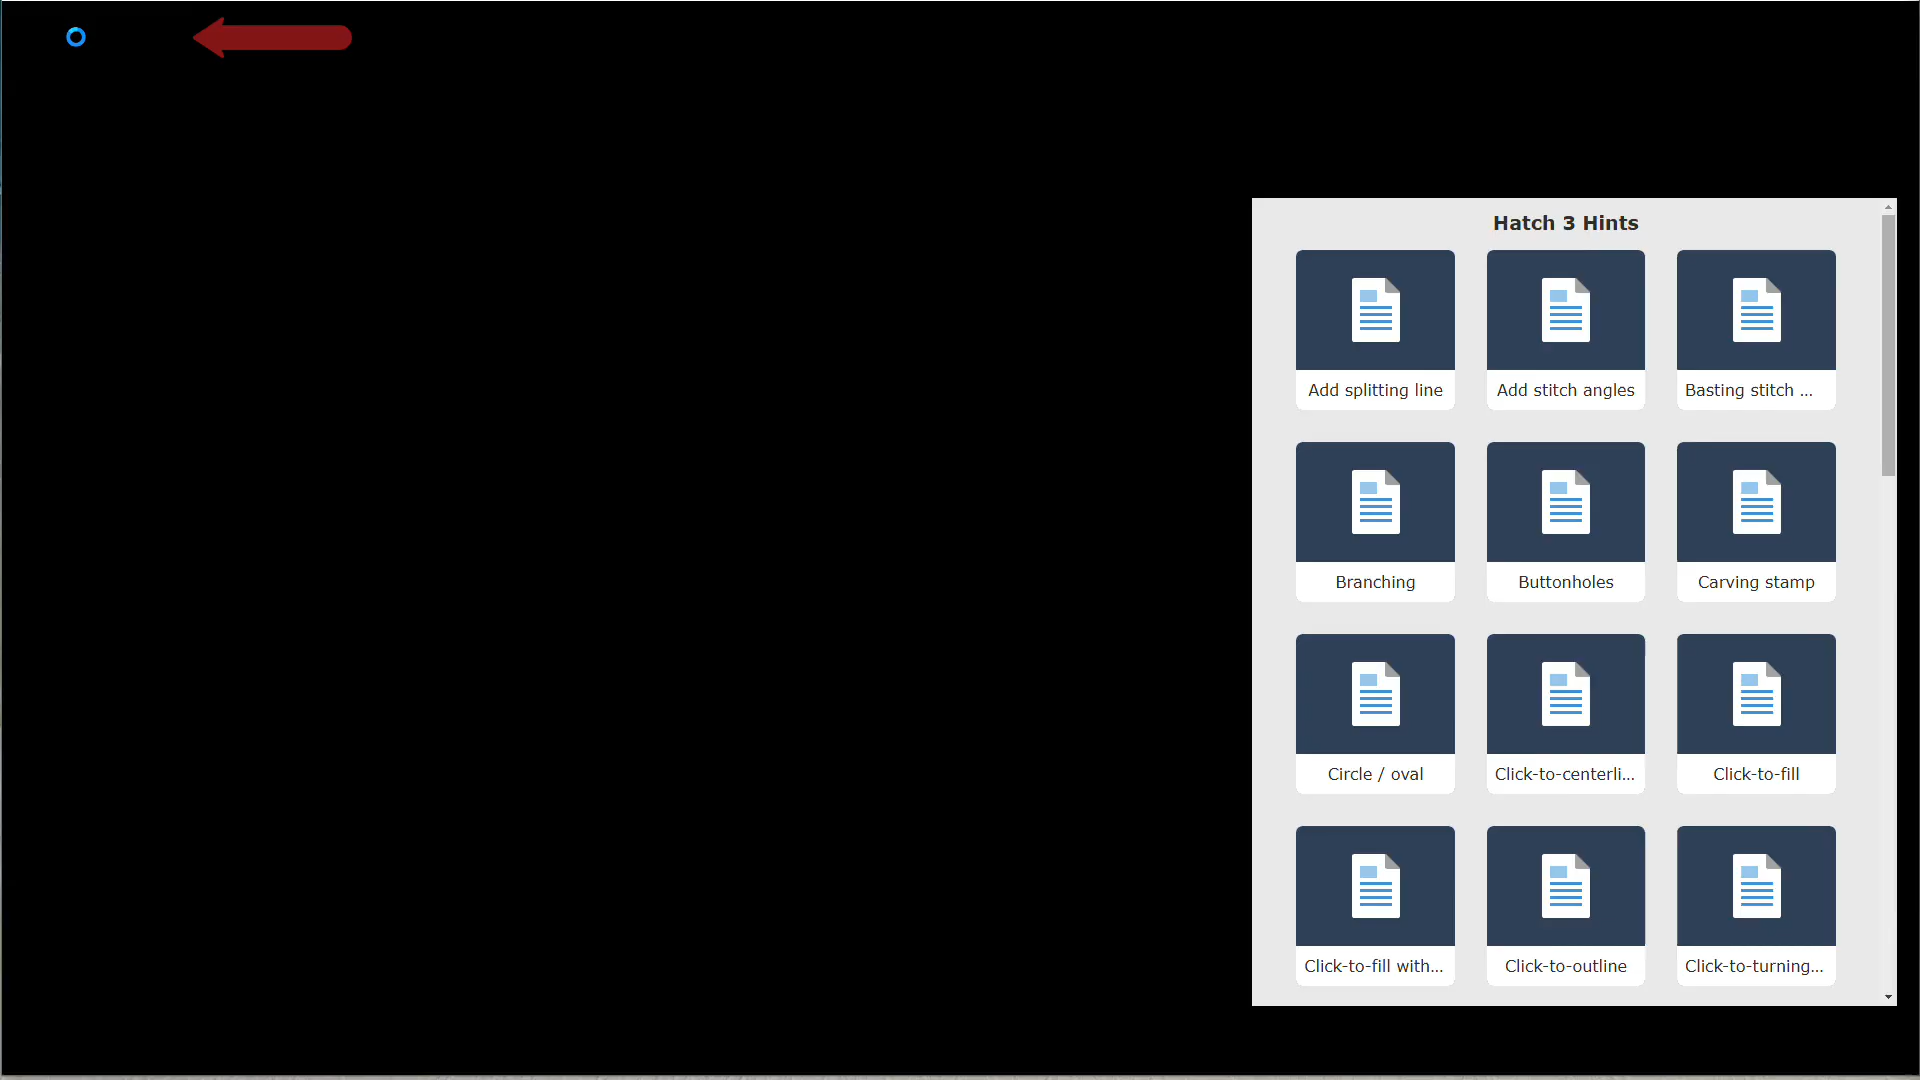 Hatch 3 Hints
Add splitting line
Add stitch angles
Basting stitch ...
Branching
Buttonholes
Carving stamp
Circle / oval
Click-to-centerli...
Click-to-fill
Click-to-fill with...
Click-to-outline
Click-to-turning...